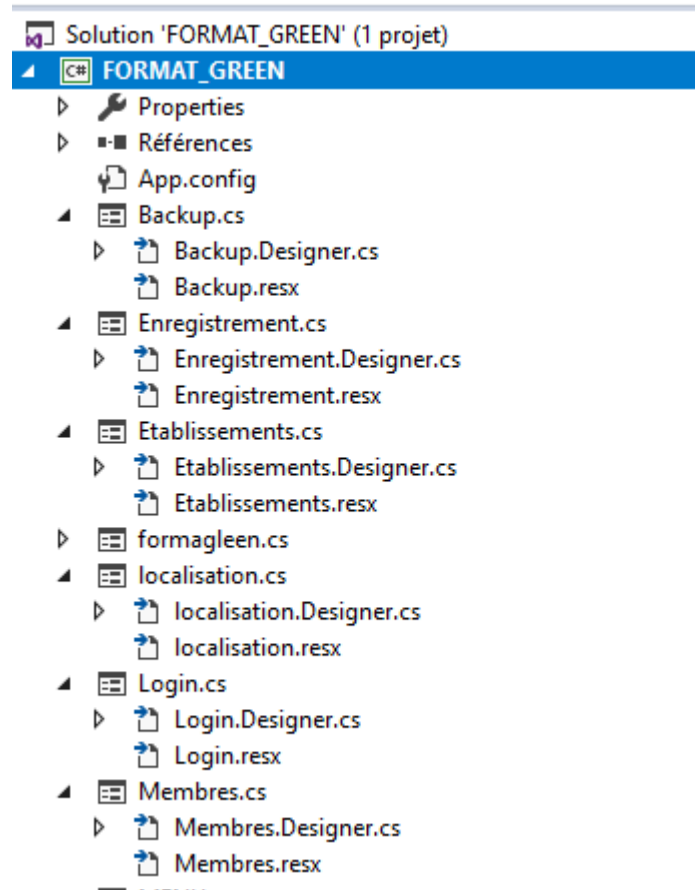 Solution 'FORMAT_GREEN' (1 projet)
C# FORMAT_GREEN
Properties
Références
App.config
Backup.cs
Backup.Designer.cs
Backup.resx
Enregistrement.cs
Enregistrement.Designer.cs
Enregistrement.resx
Etablissements.cs
Etablissements.Designer.cs
Etablissements.resx
formagleen.cs
localisation.cs
localisation.Designer.cs
localisation.resx
Login.cs
Login.Designer.cs
Login.resx
Membres.cs
Membres.Designer.cs
Membres.resx